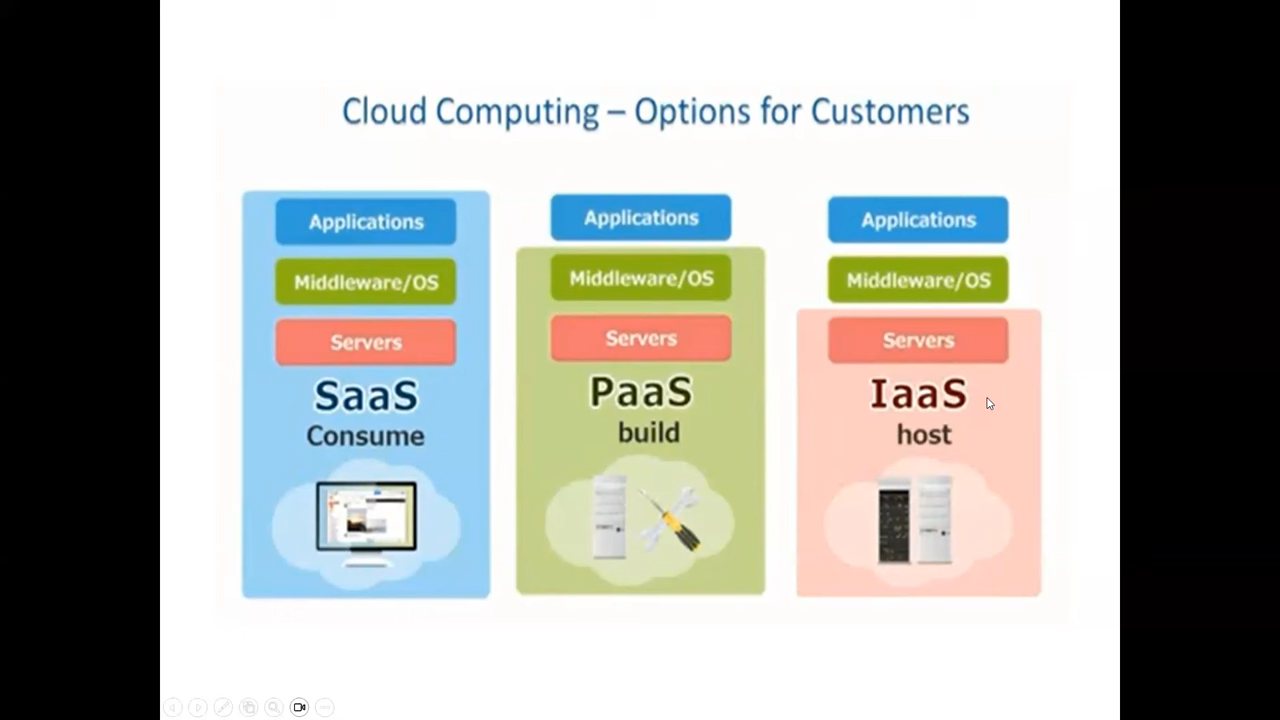 Cloud Computing – Options for Customers
Applications
Middleware/OS
Servers
SaaS
Consume
Applications
Middleware/OS
Servers
PaaS
build
Applications
Middleware/OS
Servers
IaaS
host